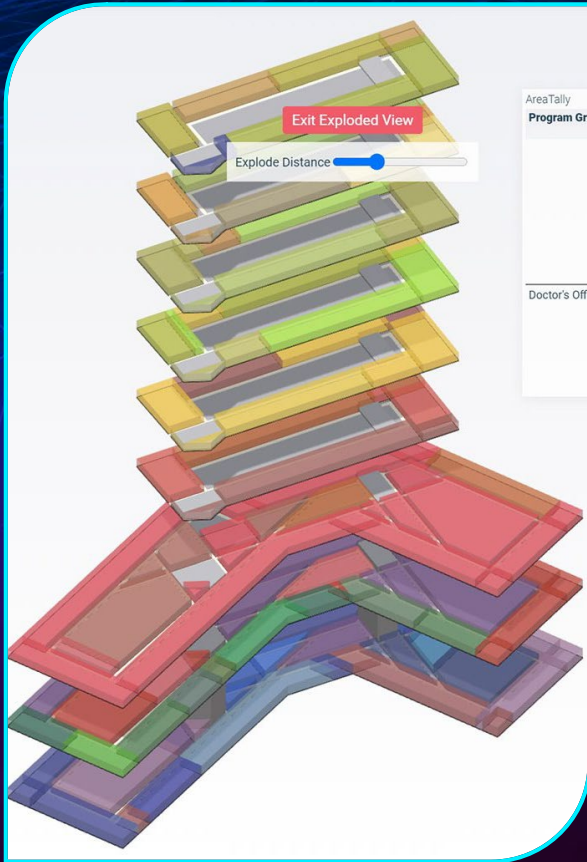 AreaTally
Program Gr
Exit Exploded View
Explode Distance
Doctor's Off